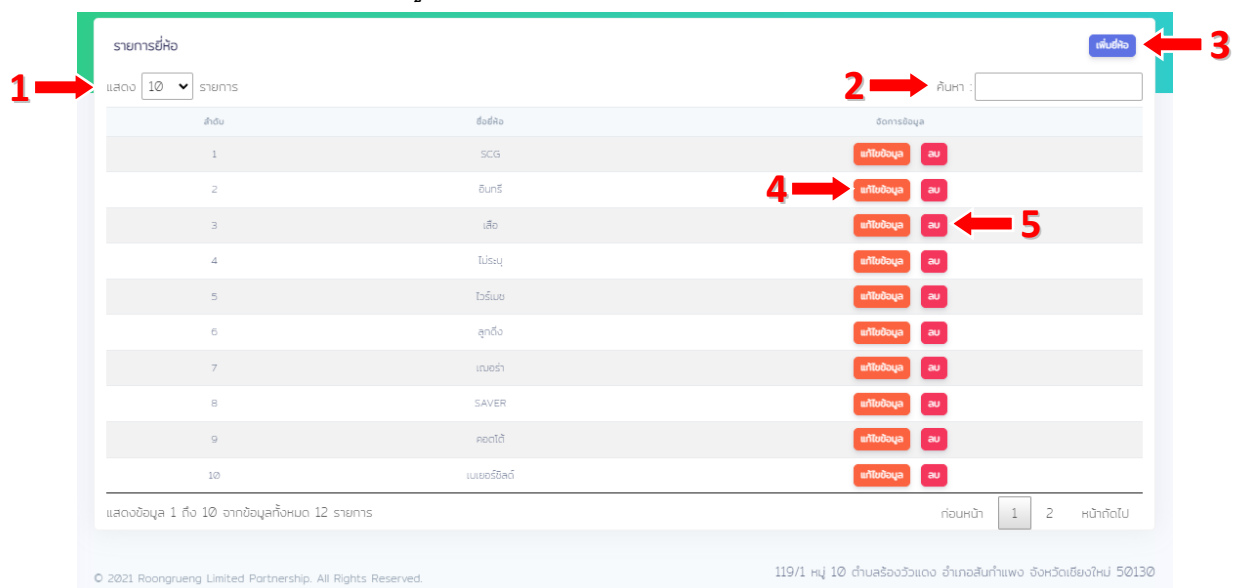 รายการยี่ห้อ
เพิ่มยี่ห้อ
3
1
แสดง 10 รายการ
2
ค้นหา :
ลำดับ ชื่อยี่ห้อ จัดการข้อมูล
1 SCG แก้ไขข้อมูล ลบ
2 อินทรี 4 แก้ไขข้อมูล ลบ
3 เสือ แก้ไขข้อมูล ลบ 5
4 ไม่ระบุ แก้ไขข้อมูล ลบ
5 ไวร์เมช แก้ไขข้อมูล ลบ
6 ลูกดิ่ง แก้ไขข้อมูล ลบ
7 เฌอร่า แก้ไขข้อมูล ลบ
8 SAVER แก้ไขข้อมูล ลบ
9 คอตโต้ แก้ไขข้อมูล ลบ
10 เบเยอร์ชิลด์ แก้ไขข้อมูล ลบ
แสดงข้อมูล 1 ถึง 10 จากข้อมูลทั้งหมด 12 รายการ
ก่อนหน้า 1 2 หน้าถัดไป
© 2021 Roongrueng Limited Partnership. All Rights Reserved.
119/1 หมู่ 10 ตำบลร้องวัวแดง อำเภอสันกำแพง จังหวัดเชียงใหม่ 50130